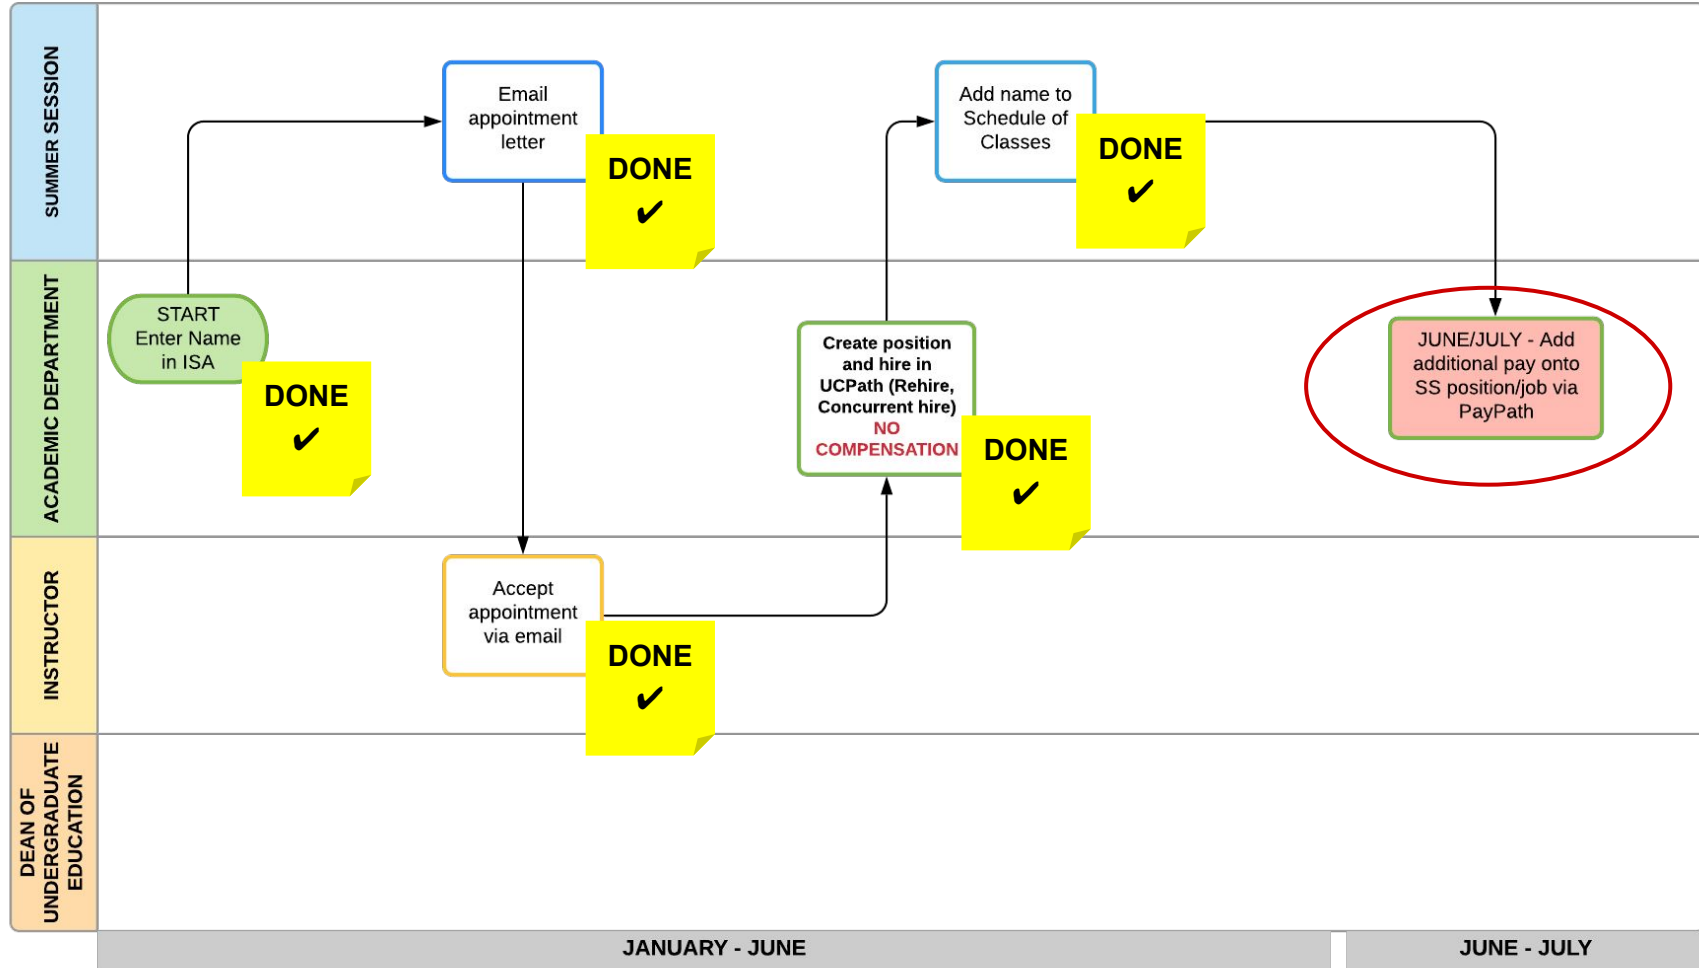 SUMMER SESSION
Email
appointment
letter
DONE
✔
Add name to
Schedule of
Classes
DONE
✔
ACADEMIC DEPARTMENT
START
Enter Name
in ISA
DONE
✔
Create position
and hire in
UCPath (Rehire,
Concurrent hire)
NO
COMPENSATION
DONE
✔
JUNE/JULY - Add
additional pay onto
SS position/job via
PayPath
INSTRUCTOR
Accept
appointment
via email
DONE
✔
DEAN OF
UNDERGRADUATE
EDUCATION
JANUARY - JUNE
JUNE - JULY